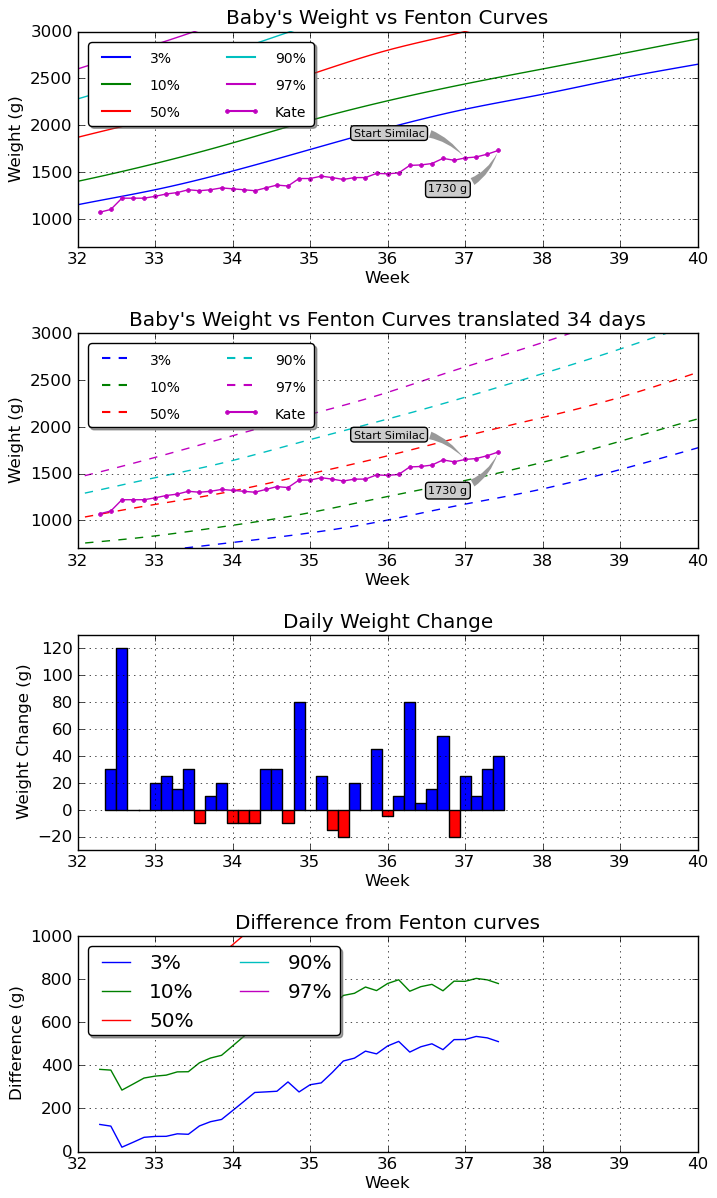 Baby's Weight vs Fenton Curves
3000
2500
2000
1500
1000
Weight (g)
3% 90%
10% 97%
50% Kate
Start Similac
1730 g
32 33 34 35 36 37 38 39 40
Week
Baby's Weight vs Fenton Curves translated 34 days
3000
2500
2000
1500
1000
Weight (g)
3% 90%
10% 97%
50% Kate
Start Similac
1730 g
32 33 34 35 36 37 38 39 40
Week
Daily Weight Change
120
100
80
60
40
20
0
−20
Weight Change (g)
32 33 34 35 36 37 38 39 40
Week
Difference from Fenton curves
1000
800
600
400
200
0
Difference (g)
3% 90%
10% 97%
50%
32 33 34 35 36 37 38 39 40
Week